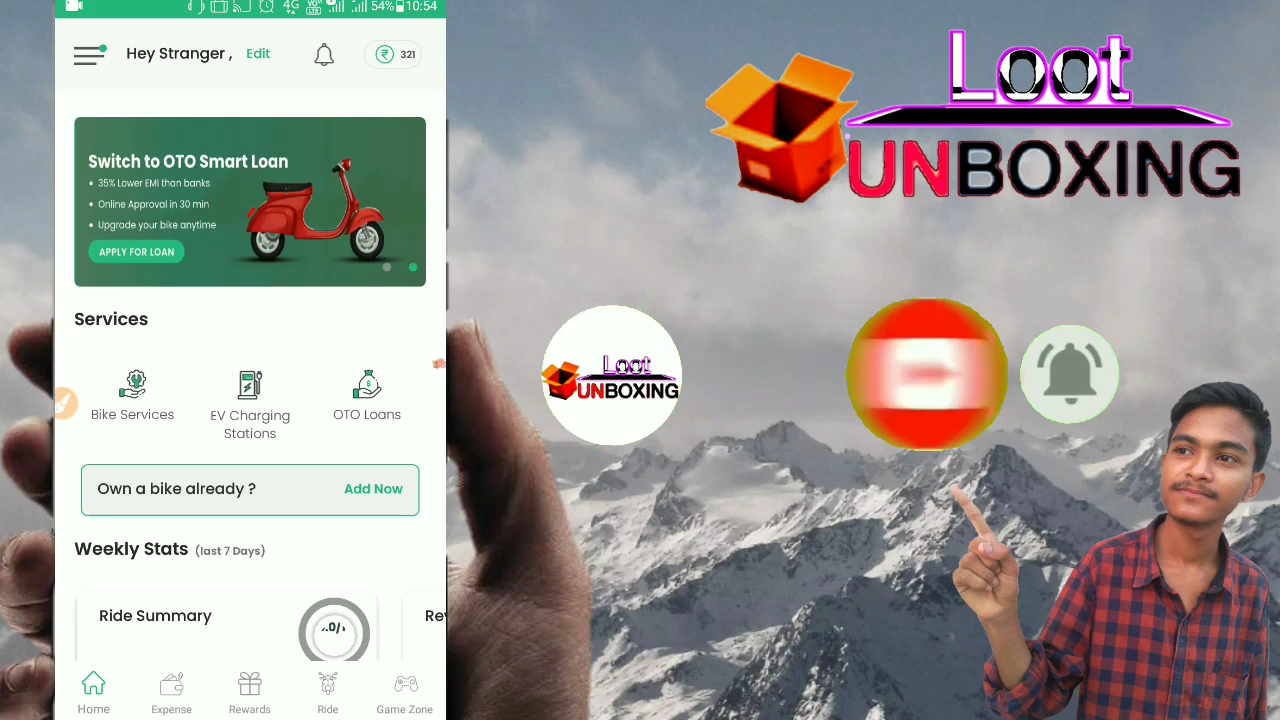 4G
VoLTE
54%
10:54
Hey Stranger ,
Edit
321
Switch to OTO Smart Loan
• 35% Lower EMI than banks
• Online Approval in 30 min
• Upgrade your bike anytime
APPLY FOR LOAN
Services
Bike Services
EV Charging
Stations
OTO Loans
Own a bike already ?
Add Now
Weekly Stats (last 7 Days)
Ride Summary
Home
Expense
Rewards
Ride
Game Zone
Loot
UNBOXING
Loot
UNBOXING